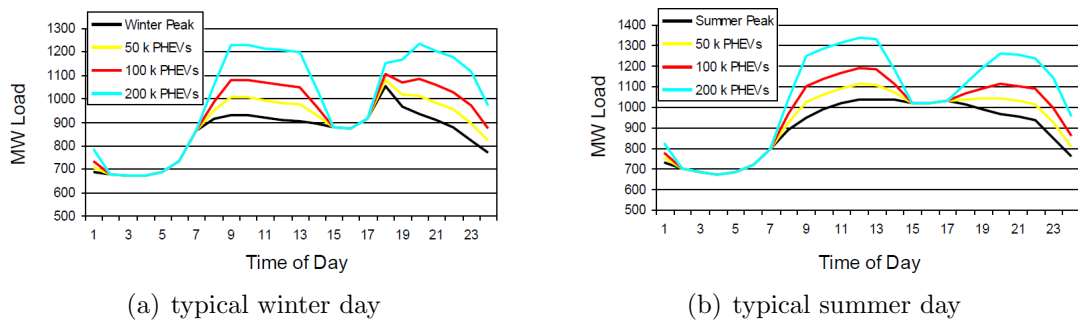 Winter Peak
50 k PHEVs
100 k PHEVs
200 k PHEVs
MW Load
1300
1200
1100
1000
900
800
700
600
500
1 3 5 7 9 11 13 15 17 19 21 23
Time of Day
(a) typical winter day
Summer Peak
50 k PHEVs
100 k PHEVs
200 k PHEVs
MW Load
1400
1300
1200
1100
1000
900
800
700
600
500
1 3 5 7 9 11 13 15 17 19 21 23
Time of Day
(b) typical summer day